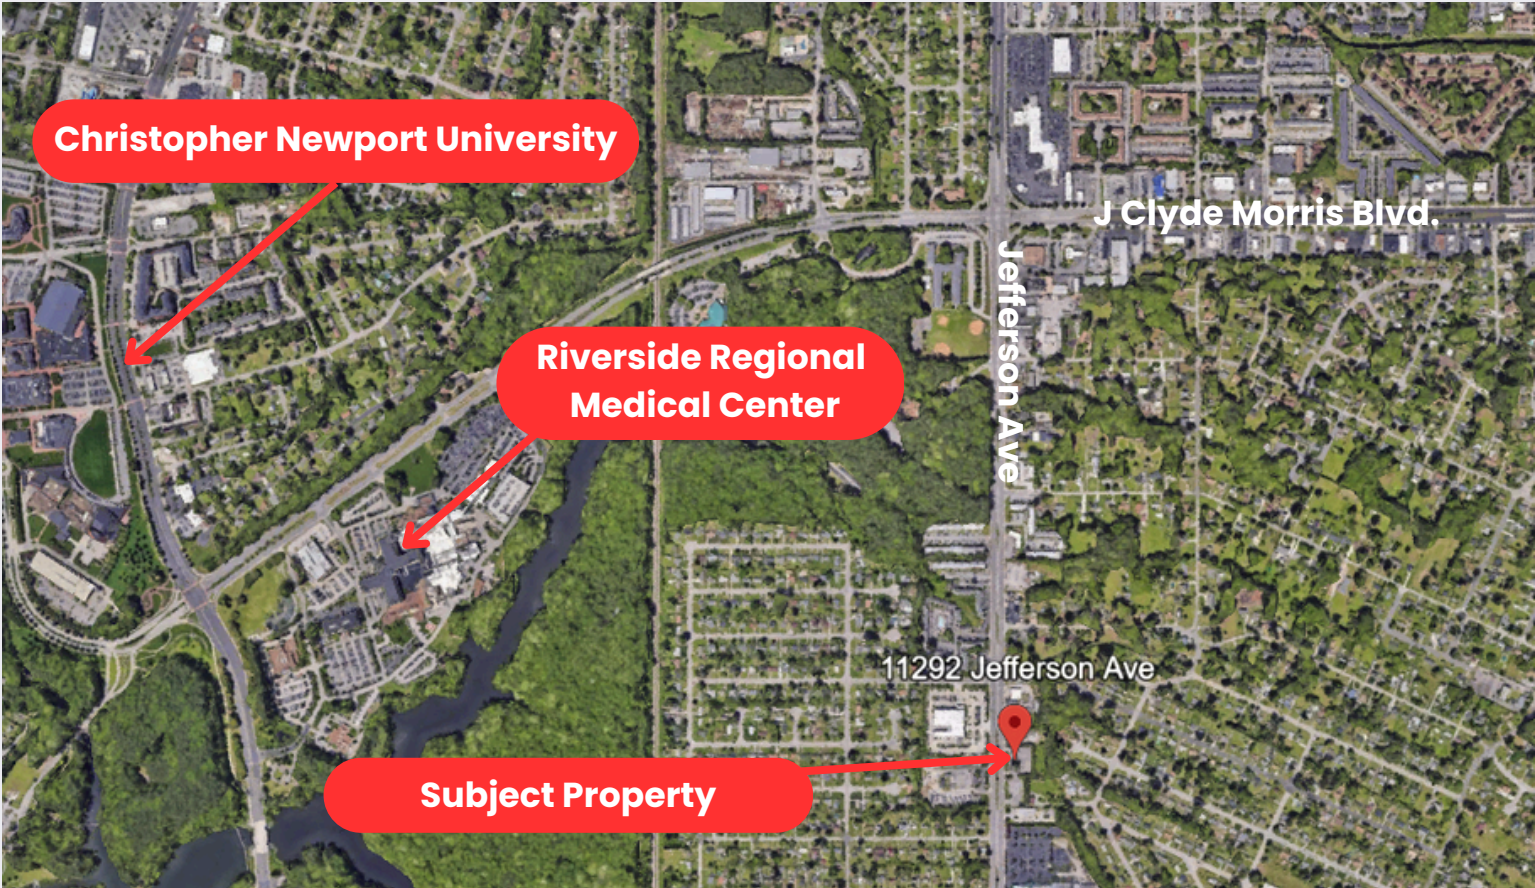 Christopher Newport University
J Clyde Morris Blvd.
Jefferson Ave
Riverside Regional
Medical Center
11292 Jefferson Ave
Subject Property